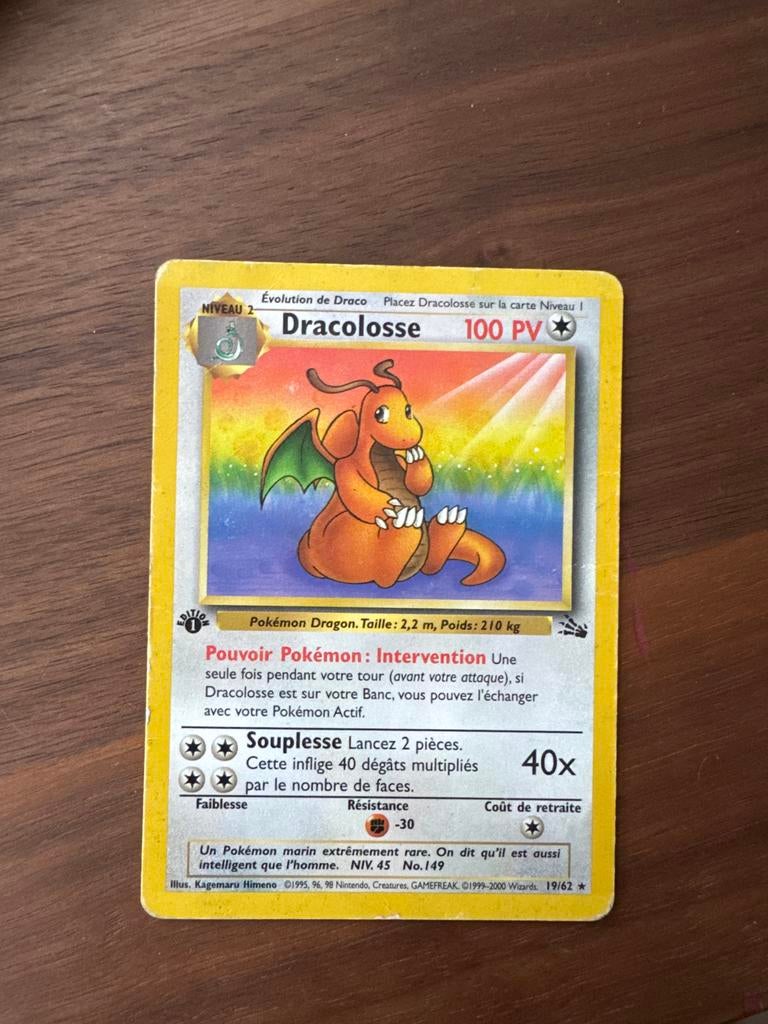 Évolution de Draco Placez Dracolosse sur la carte Niveau 1
NIVEAU 2
Dracolosse 100 PV
EDITION
1
Pokémon Dragon. Taille: 2,2 m, Poids: 210 kg
Pouvoir Pokémon: Intervention Une
seule fois pendant votre tour (avant votre attaque), si
Dracolosse est sur votre Banc, vous pouvez l'échanger
avec votre Pokémon Actif.
Souplesse Lancez 2 pièces.
Cette inflige 40 dégâts multipliés
par le nombre de faces.
40x
Faiblesse Résistance Coût de retraite
-30
Un Pokémon marin extrêmement rare. On dit qu'il est aussi
intelligent que l'homme. NIV. 45 No. 149
Illus. Kagemaru Himeno ©1995, 96, 98 Nintendo, Creatures, GAMEFREAK. ©1999-2000 Wizards. 19/62 ★